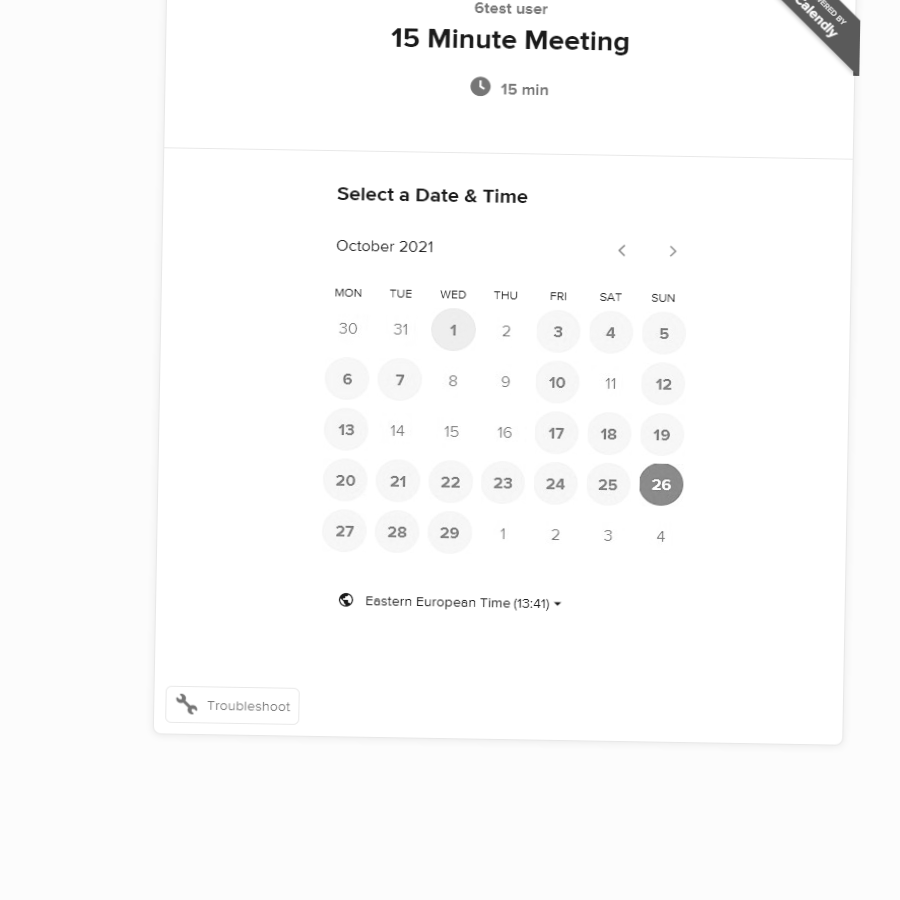 6test user
15 Minute Meeting
15 min
Calendly
Select a Date & Time
October 2021
MON TUE WED THU FRI SAT SUN
30 31 1 2 3 4 5
6 7 8 9 10 11 12
13 14 15 16 17 18 19
20 21 22 23 24 25 26
27 28 29 1 2 3 4
Eastern European Time (13:41)
Troubleshoot